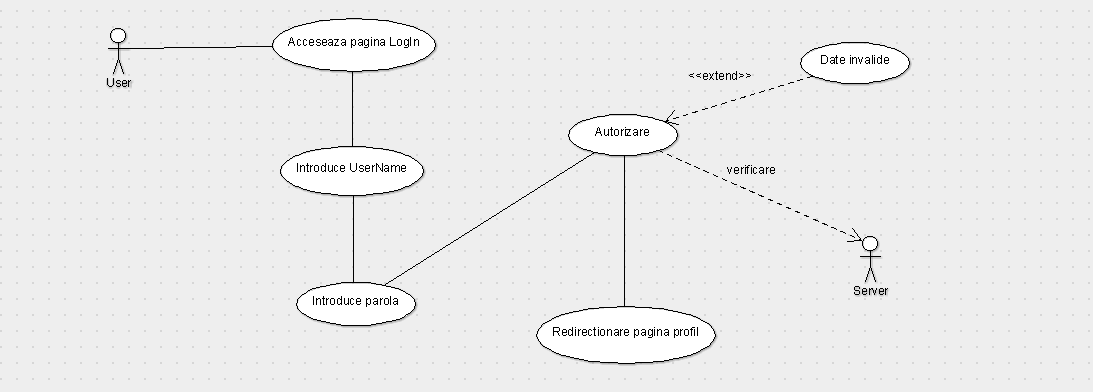 Acceseaza pagina LogIn
User
Date invalide
<<extend>>
Autorizare
Introduce UserName
verificare
Server
Introduce parola
Redirectionare pagina profil